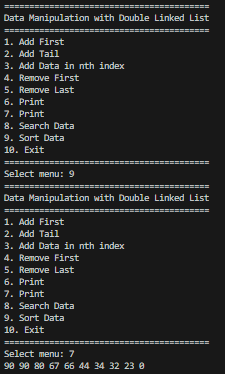 =========================================
Data Manipulation with Double Linked List
=========================================
1. Add First
2. Add Tail
3. Add Data in nth index
4. Remove First
5. Remove Last
6. Print
7. Print
8. Search Data
9. Sort Data
10. Exit
=========================================
Select menu: 9
=========================================
Data Manipulation with Double Linked List
=========================================
1. Add First
2. Add Tail
3. Add Data in nth index
4. Remove First
5. Remove Last
6. Print
7. Print
8. Search Data
9. Sort Data
10. Exit
=========================================
Select menu: 7
90 90 80 67 66 44 34 32 23 0